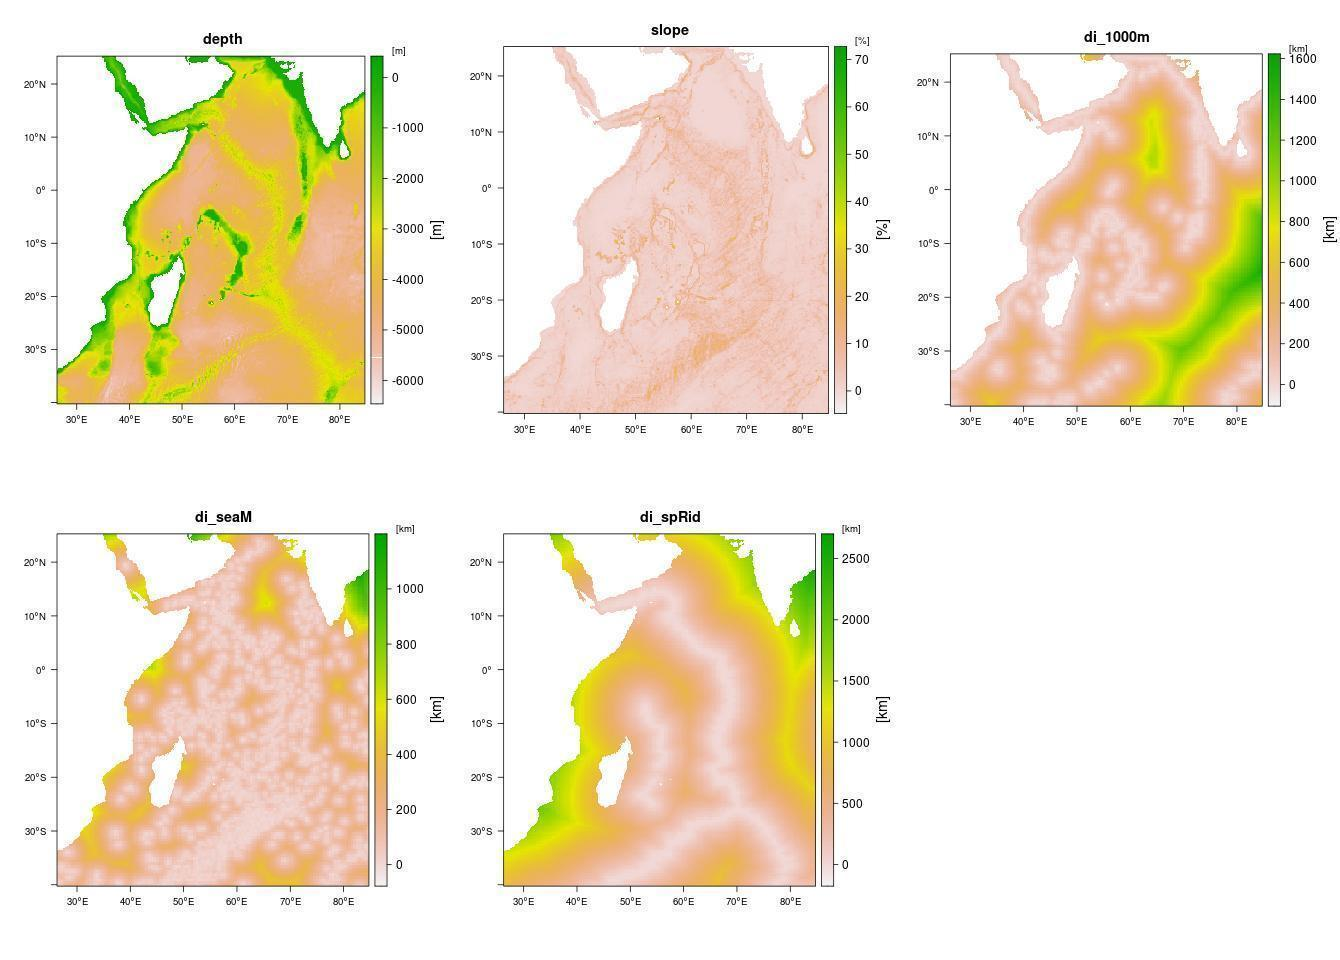 depth
[m]
20°N
10°N
0°
10°S
20°S
30°S
30°E 40°E 50°E 60°E 70°E 80°E
0
-1000
-2000
-3000
-4000
-5000
-6000
[m]
slope
[%]
20°N
10°N
0°
10°S
20°S
30°S
30°E 40°E 50°E 60°E 70°E 80°E
70
60
50
40
30
20
10
0
[%]
di_1000m
[km]
20°N
10°N
0°
10°S
20°S
30°S
30°E 40°E 50°E 60°E 70°E 80°E
1600
1400
1200
1000
800
600
400
200
0
[km]
di_seaM
[km]
20°N
10°N
0°
10°S
20°S
30°S
30°E 40°E 50°E 60°E 70°E 80°E
1000
800
600
400
200
0
[km]
di_spRid
[km]
20°N
10°N
0°
10°S
20°S
30°S
30°E 40°E 50°E 60°E 70°E 80°E
2500
2000
1500
1000
500
0
[km]